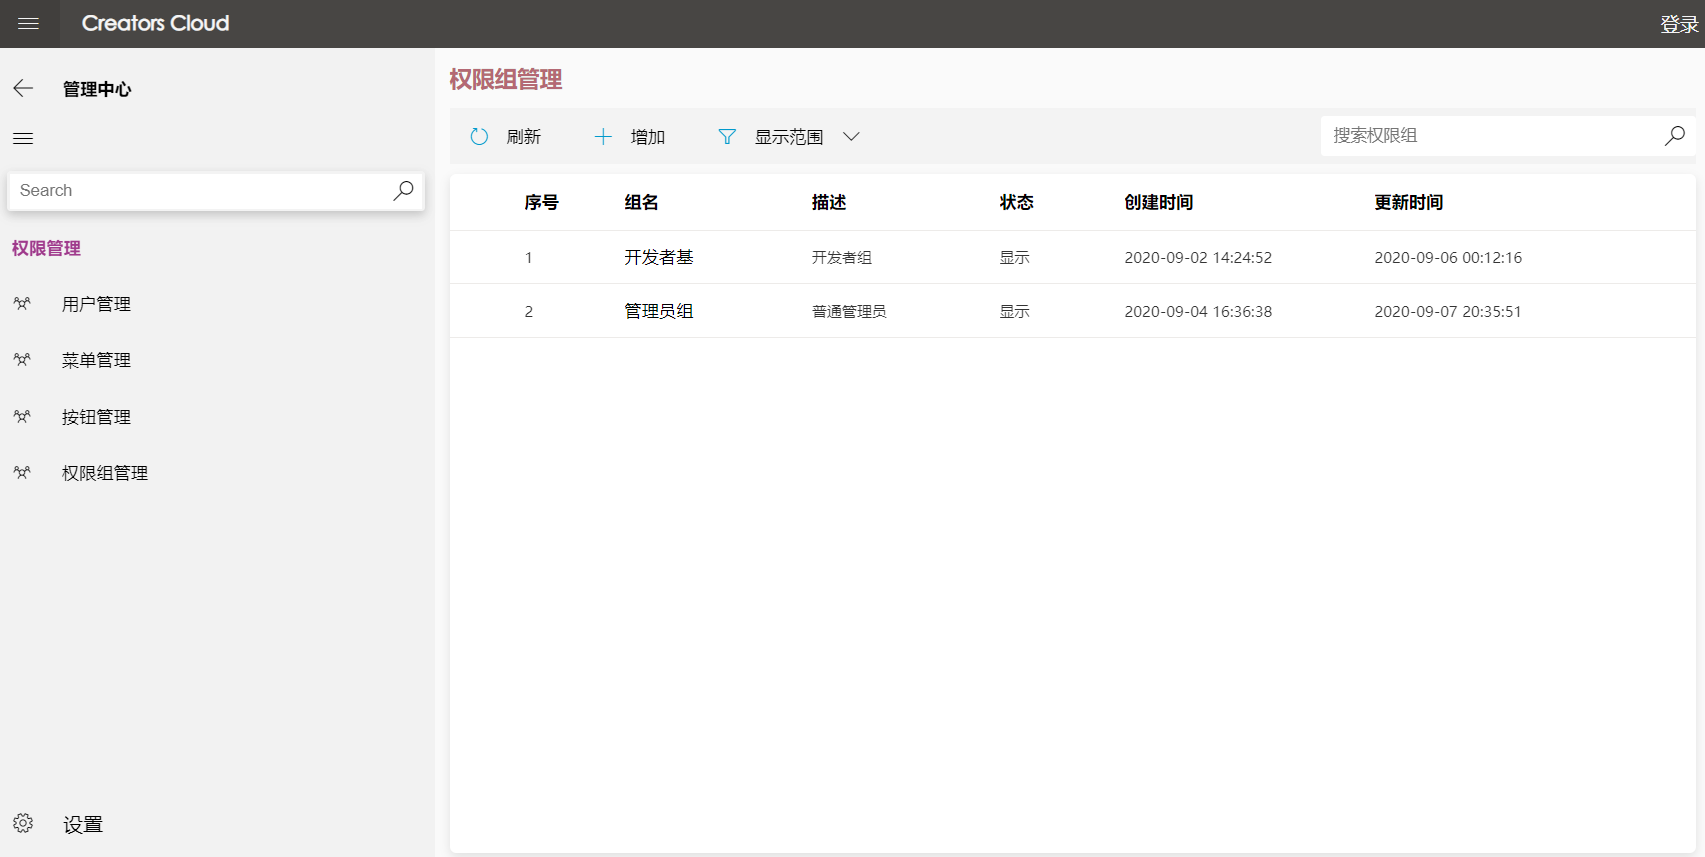 Creators Cloud
登录
管理中心
Search
权限管理
用户管理
菜单管理
按钮管理
权限组管理
设置
权限组管理
刷新 增加 显示范围 搜索权限组
序号 组名 描述 状态 创建时间 更新时间
1 开发者基 开发者组 显示 2020-09-02 14:24:52 2020-09-06 00:12:16
2 管理员组 普通管理员 显示 2020-09-04 16:36:38 2020-09-07 20:35:51